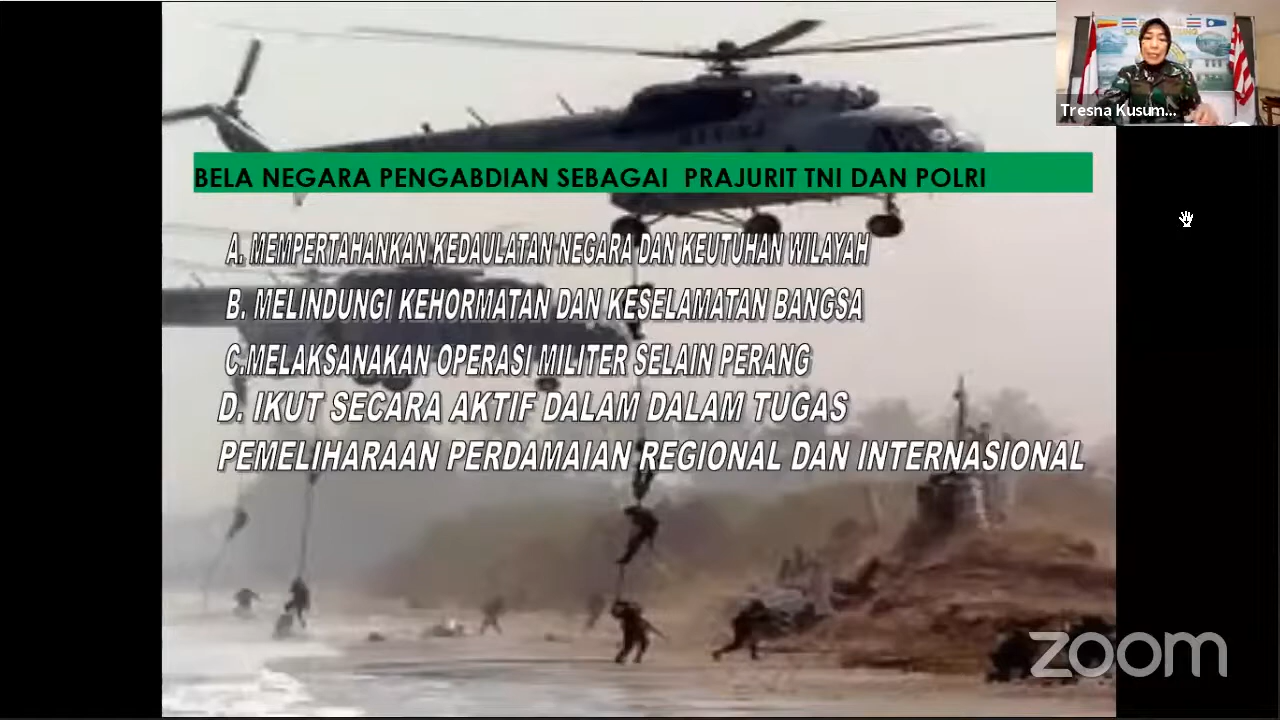 Tresna Kusum...
BELA NEGARA PENGABDIAN SEBAGAI PRAJURIT TNI DAN POLRI
A. MEMPERTAHANKAN KEDAULATAN NEGARA DAN KEUTUHAN WILAYAH
B. MELINDUNGI KEHORMATAN DAN KESELAMATAN BANGSA
C.MELAKSANAKAN OPERASI MILITER SELAIN PERANG
D. IKUT SECARA AKTIF DALAM DALAM TUGAS
PEMELIHARAAN PERDAMAIAN REGIONAL DAN INTERNASIONAL
zoom